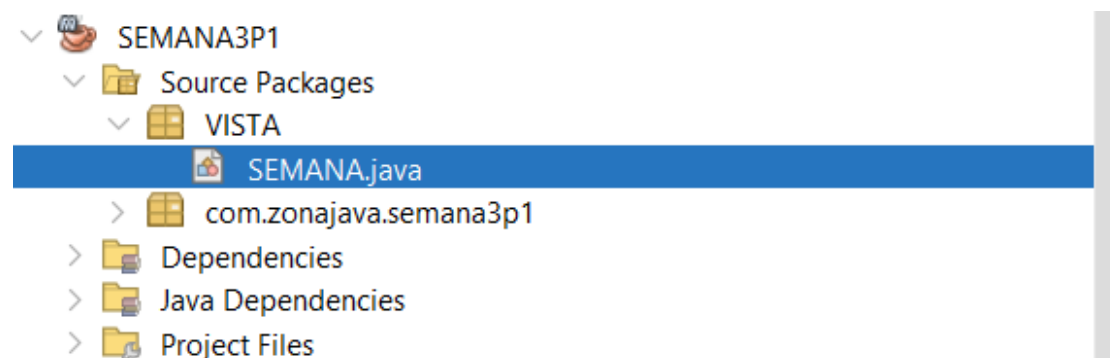 SEMANA3P1
Source Packages
VISTA
SEMANA.java
com.zonajava.semana3p1
Dependencies
Java Dependencies
Project Files